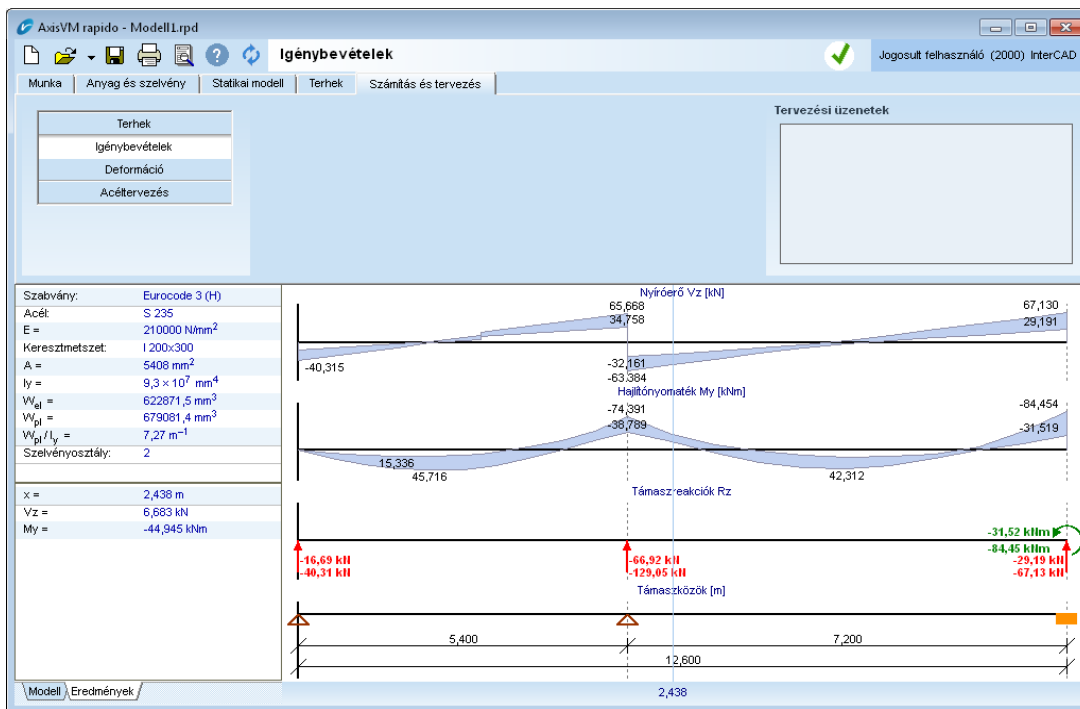 AxisVM rapido - Modell1.rpd
Igénybevételek
Jogosult felhasználó (2000) InterCAD
Munka
Anyag és szelvény
Statikai modell
Terhek
Számítás és tervezés
Terhek
Igénybevételek
Deformáció
Acéltervezés
Tervezési üzenetek
Szabvány: Eurocode 3 (H)
Acél: S 235
E = 210000 N/mm²
Keresztmetszet: I 200x300
A = 5408 mm²
Iy = 9,3 × 10⁷ mm⁴
Wel = 622871,5 mm³
Wpl = 679081,4 mm³
Wpl / Iy = 7,27 m⁻¹
Szelvényosztály: 2
x = 2,438 m
Vz = 6,683 kN
My = -44,945 kNm
Modell
Eredmények
Nyíróerő Vz [kN]
65,668
67,130
34,758
29,191
-40,315
-32,161
-63,384
Hajlítónyomaték My [kNm]
-74,391
-84,454
-38,789
-31,519
15,336
45,716
42,312
Támaszreakciók Rz
-31,52 kNm
-84,45 kNm
-16,69 kN
-66,92 kN
-29,19 kN
-40,31 kN
-129,05 kN
-67,13 kN
Támaszközök [m]
5,400
7,200
12,600
2,438